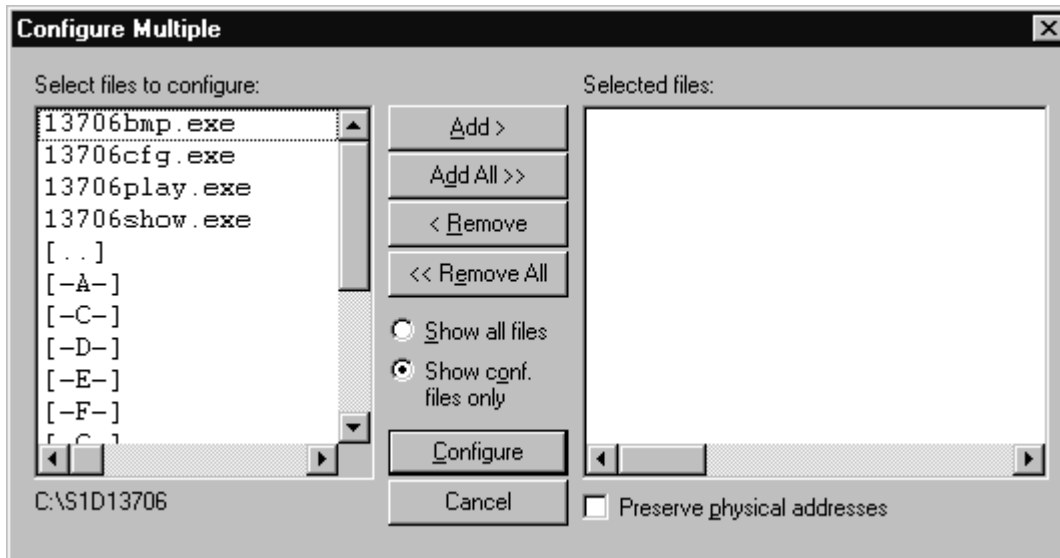 Configure Multiple
Select files to configure:
13706bmp.exe
13706cfg.exe
13706play.exe
13706show.exe
[..]
[-A-]
[-C-]
[-D-]
[-E-]
[-F-]
C:\S1D13706
Add >
Add All >>
< Remove
<< Remove All
Show all files
Show conf.
files only
Configure
Cancel
Selected files:
Preserve physical addresses